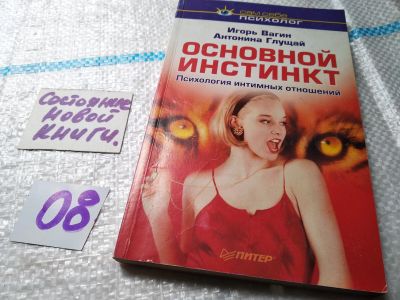 сам себе
ПСИХОЛОГ
Игорь Вагин
Антонина Глущай
ОСНОВНОЙ
ИНСТИНКТ
Психология интимных отношений
ПИТЕР
Состояние
Новой
Книги.
08